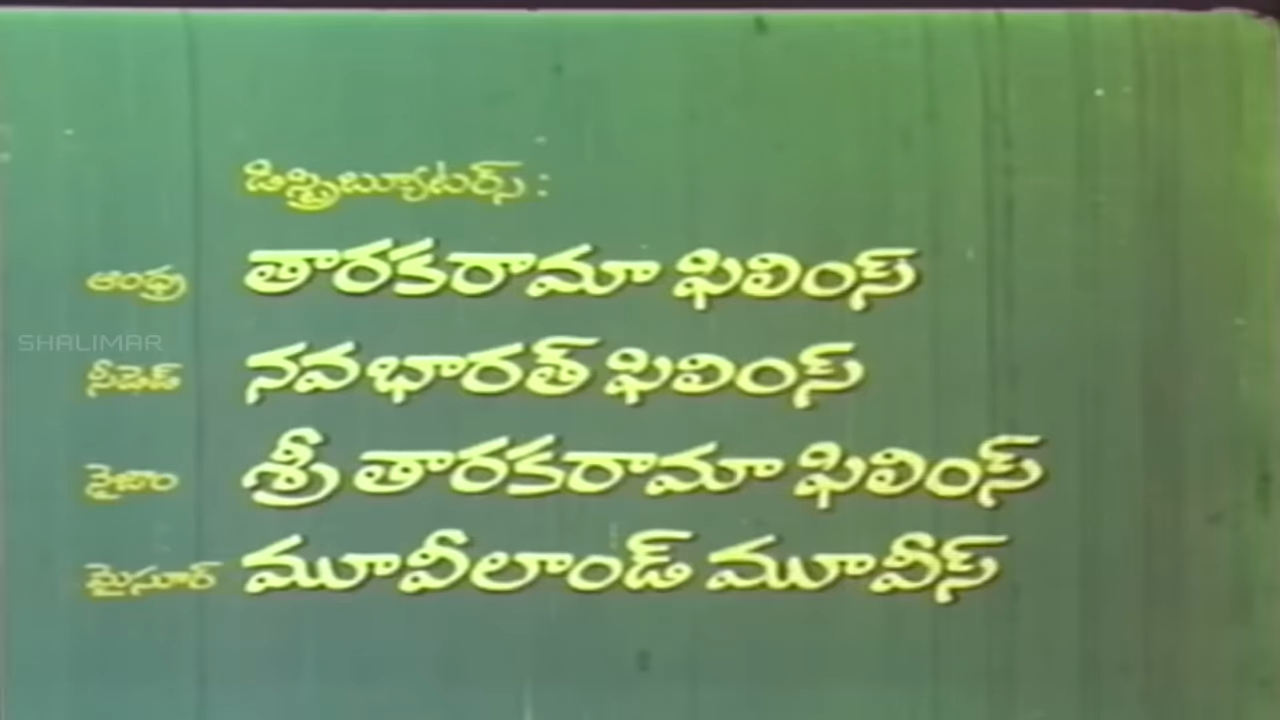 డిస్ట్రిబ్యూటర్స్ :
ఆంధ్ర తారకరామా ఫిలింస్
SHALIMAR
సీడెడ్ నవభారత్ ఫిలింస్
నైజాం శ్రీ తారకరామా ఫిలింస్
మైసూర్ మూవీలాండ్ మూవీస్